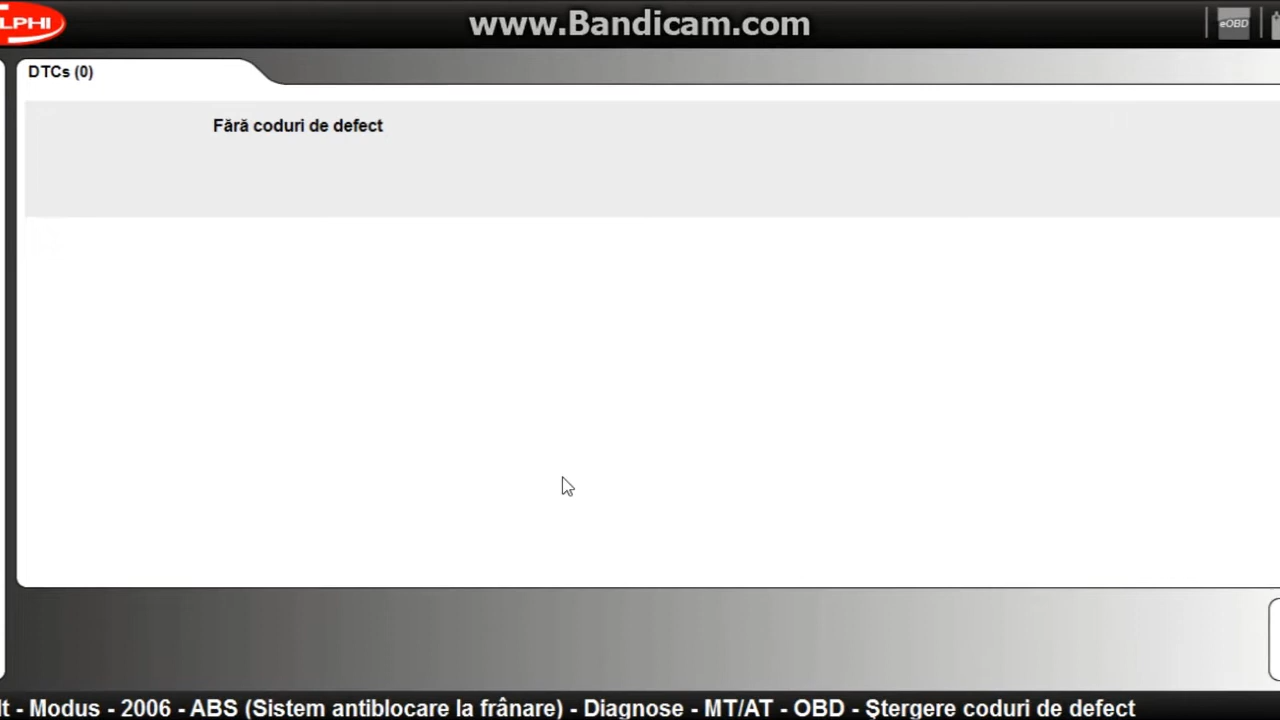 LPHI
www.Bandicam.com
eOBD
DTCs (0)
Fără coduri de defect
lt - Modus - 2006 - ABS (Sistem antiblocare la frânare) - Diagnose - MT/AT - OBD - Ștergere coduri de defect